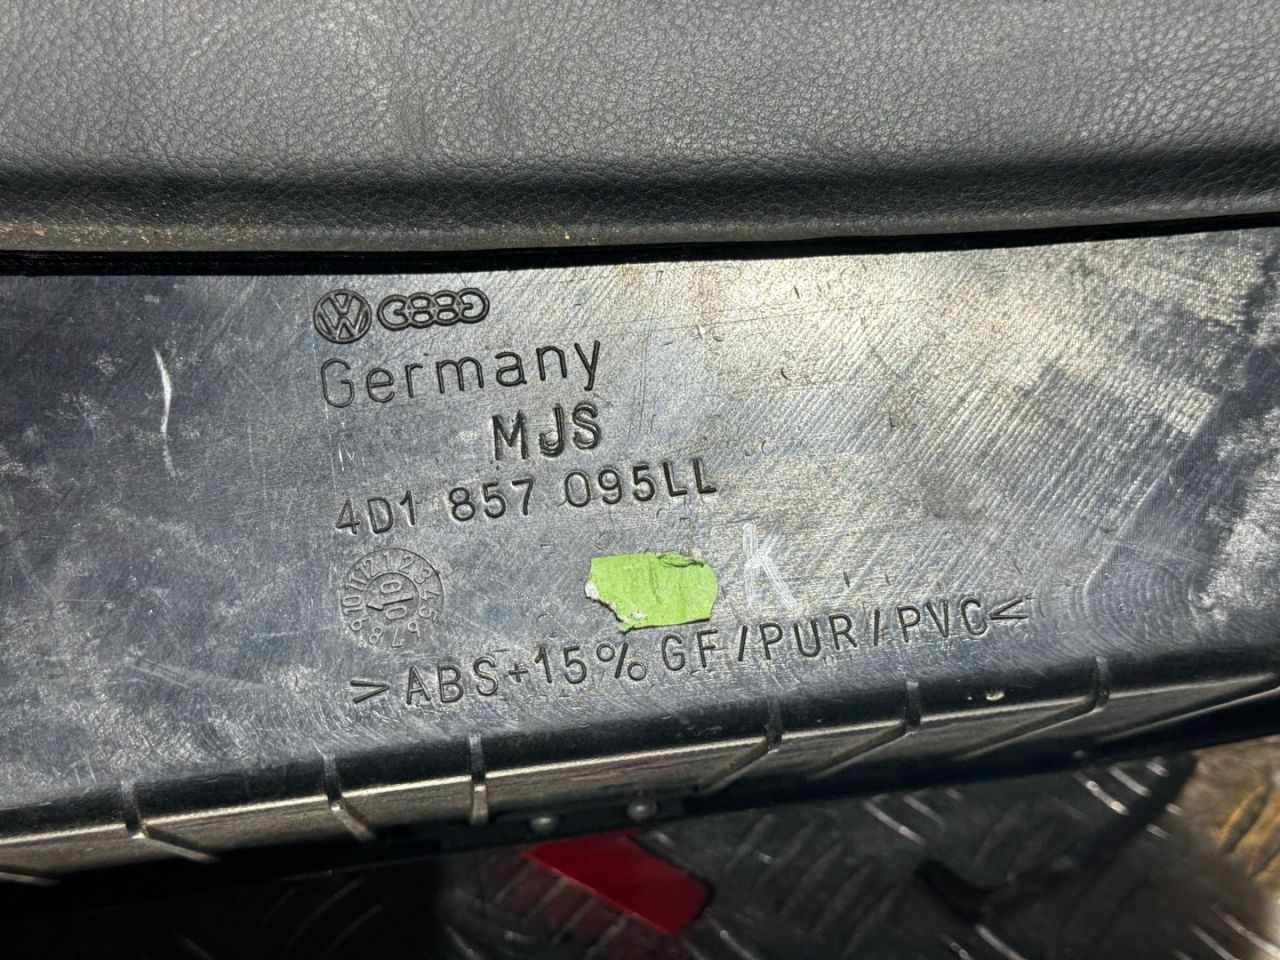 Germany
MJS
4D1 857 095LL
K
>ABS+15% GF/PUR/PVC<